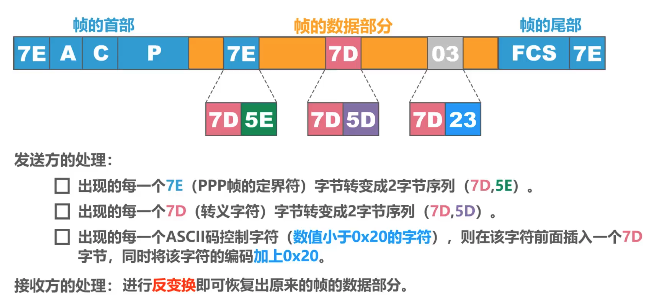 帧的首部 帧的数据部分 帧的尾部
7E A C P 7E 7D 03 FCS 7E
7D 5E 7D 5D 7D 23
发送方的处理：
出现的每一个7E（PPP帧的定界符）字节转变成2字节序列（7D,5E）。
出现的每一个7D（转义字符）字节转变成2字节序列（7D,5D）。
出现的每一个ASCII码控制字符（数值小于0x20的字符），则在该字符前面插入一个7D
字节，同时将该字符的编码加上0x20。
接收方的处理：进行反变换即可恢复出原来的帧的数据部分。